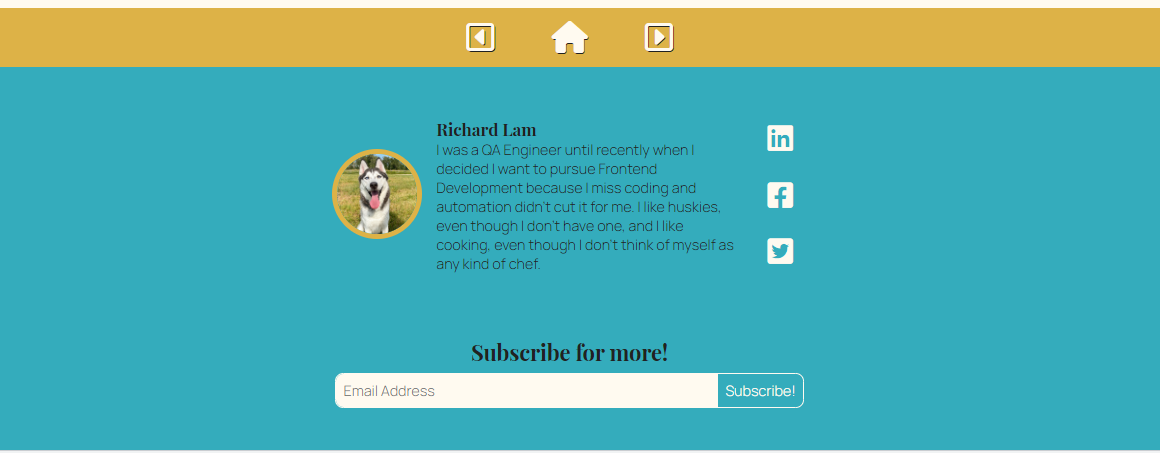 Richard Lam
I was a QA Engineer until recently when I
decided I want to pursue Frontend
Development because I miss coding and
automation didn't cut it for me. I like huskies,
even though I don't have one, and I like
cooking, even though I don't think of myself as
any kind of chef.
in
f
Subscribe for more!
Email Address
Subscribe!